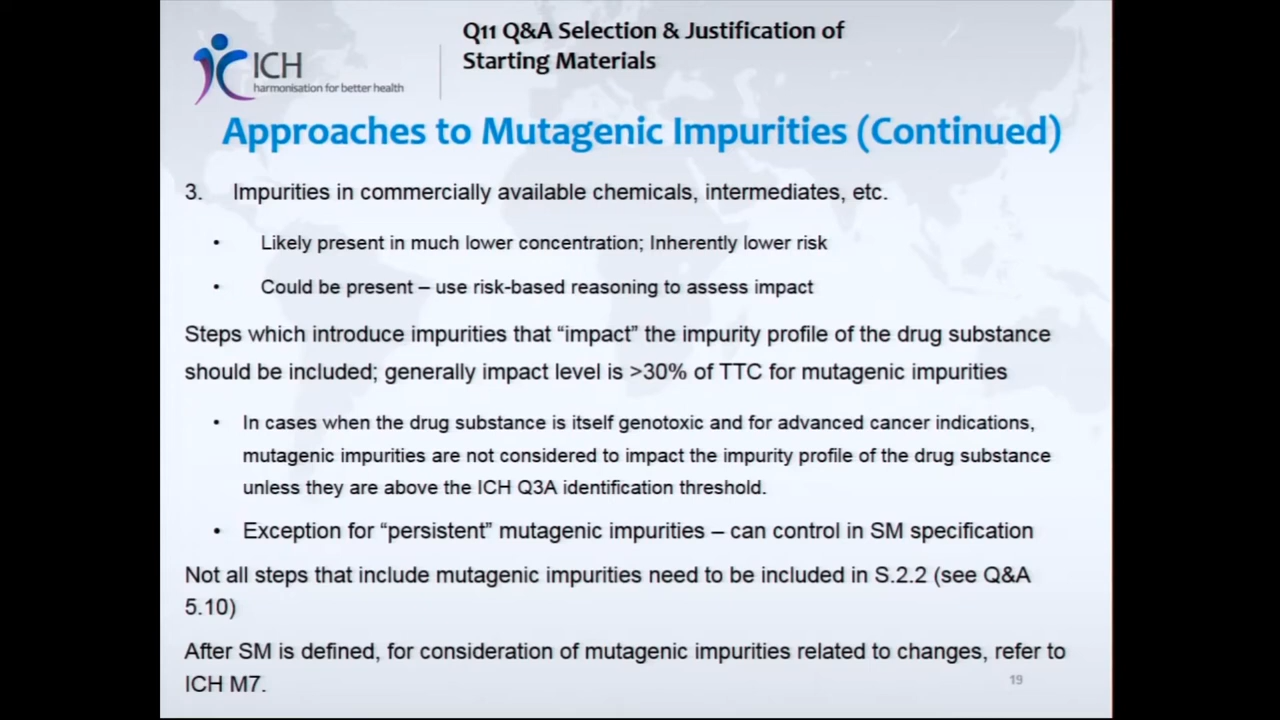 Q11 Q&A Selection & Justification of
Starting Materials
ICH
harmonisation for better health
Approaches to Mutagenic Impurities (Continued)
3. Impurities in commercially available chemicals, intermediates, etc.
• Likely present in much lower concentration; Inherently lower risk
• Could be present – use risk-based reasoning to assess impact
Steps which introduce impurities that “impact” the impurity profile of the drug substance
should be included; generally impact level is >30% of TTC for mutagenic impurities
• In cases when the drug substance is itself genotoxic and for advanced cancer indications,
mutagenic impurities are not considered to impact the impurity profile of the drug substance
unless they are above the ICH Q3A identification threshold.
• Exception for “persistent” mutagenic impurities – can control in SM specification
Not all steps that include mutagenic impurities need to be included in S.2.2 (see Q&A
5.10)
After SM is defined, for consideration of mutagenic impurities related to changes, refer to
ICH M7.
19